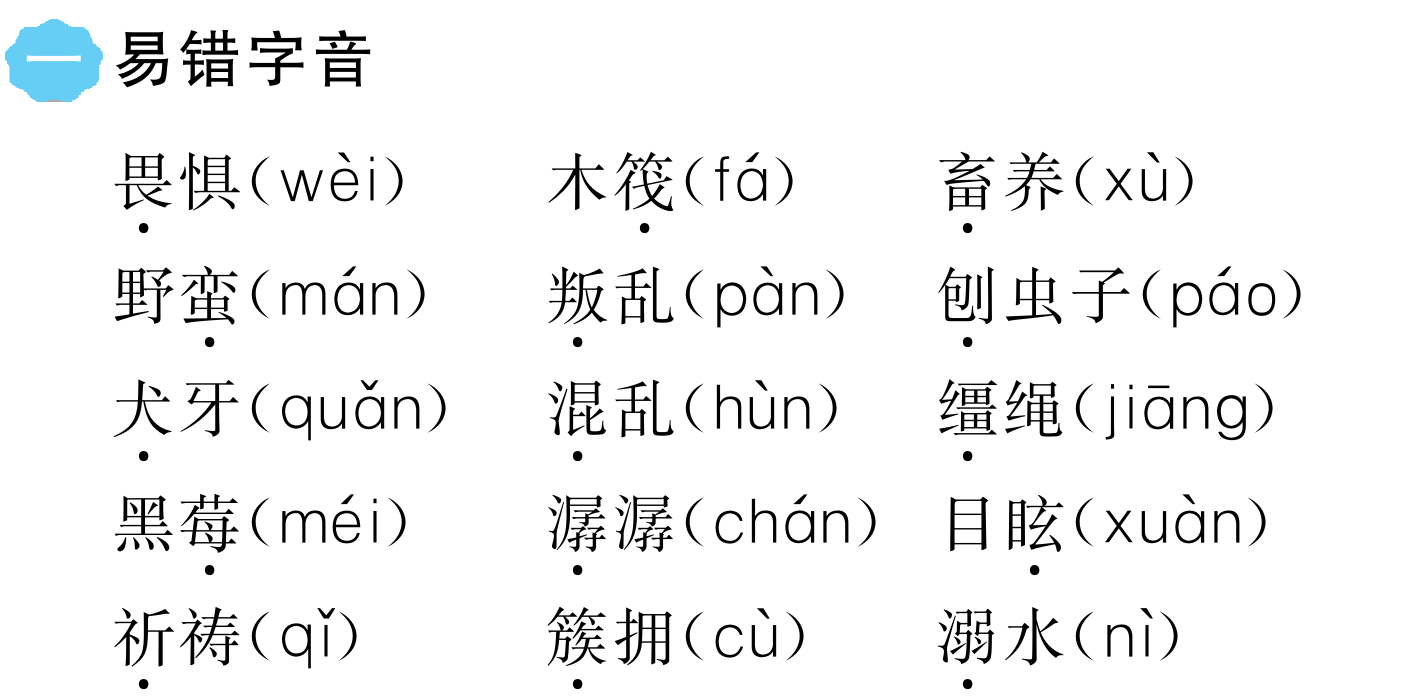 一 易错字音
畏惧(wèi) 木筏(fá) 畜养(xù)
野蛮(mán) 叛乱(pàn) 刨虫子(páo)
犬牙(quǎn) 混乱(hùn) 缰绳(jiāng)
黑莓(méi) 潺潺(chán) 目眩(xuàn)
祈祷(qǐ) 簇拥(cù) 溺水(nì)